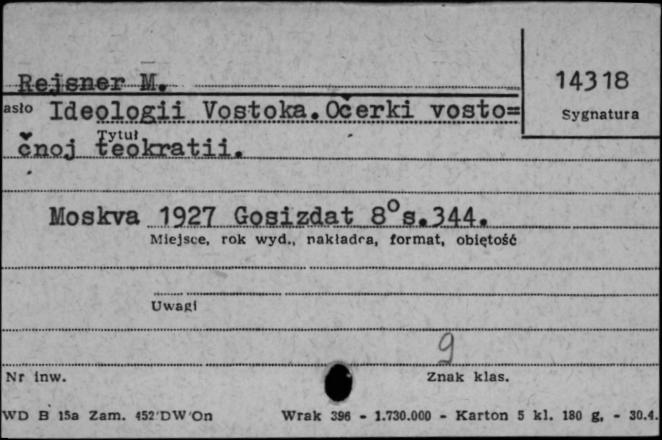 Rejsner M.
14318
Sygnatura
asło Ideologii Vostoka. Očerki vosto=
Tytuł
čnoj teokratii.
Moskva 1927 Gosizdat 8° s. 344.
Miejsce, rok wyd., nakładca, format, obiętość
Uwagi
9
Nr inw.
Znak klas.
WD B 15a Zam. 452'DW'On Wrak 396 - 1.730.000 - Karton 5 kl. 180 g, - 30.4.